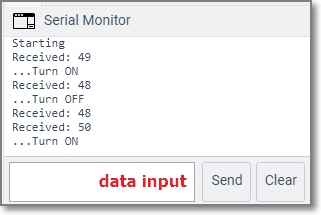 Serial Monitor
Starting
Received: 49
...Turn ON
Received: 48
...Turn OFF
Received: 48
Received: 50
...Turn ON
data input Send Clear